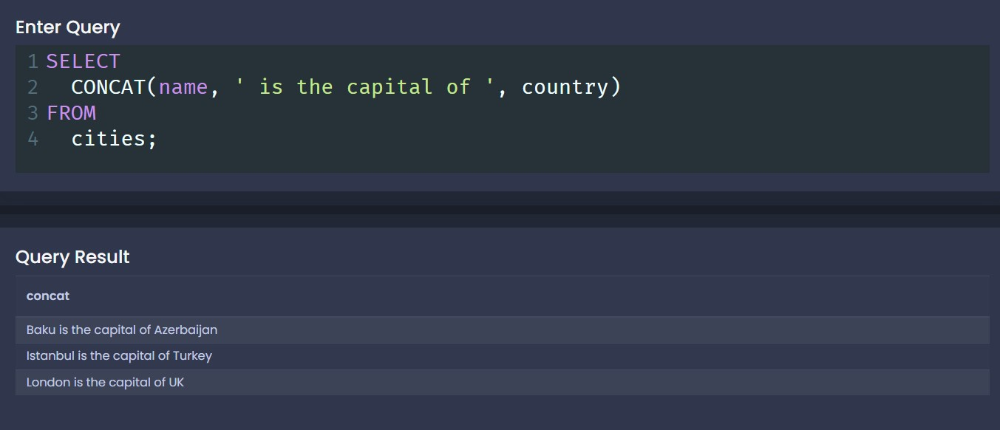 Enter Query
1 SELECT
2   CONCAT(name, ' is the capital of ', country)
3 FROM
4   cities;
Query Result
concat
Baku is the capital of Azerbaijan
Istanbul is the capital of Turkey
London is the capital of UK